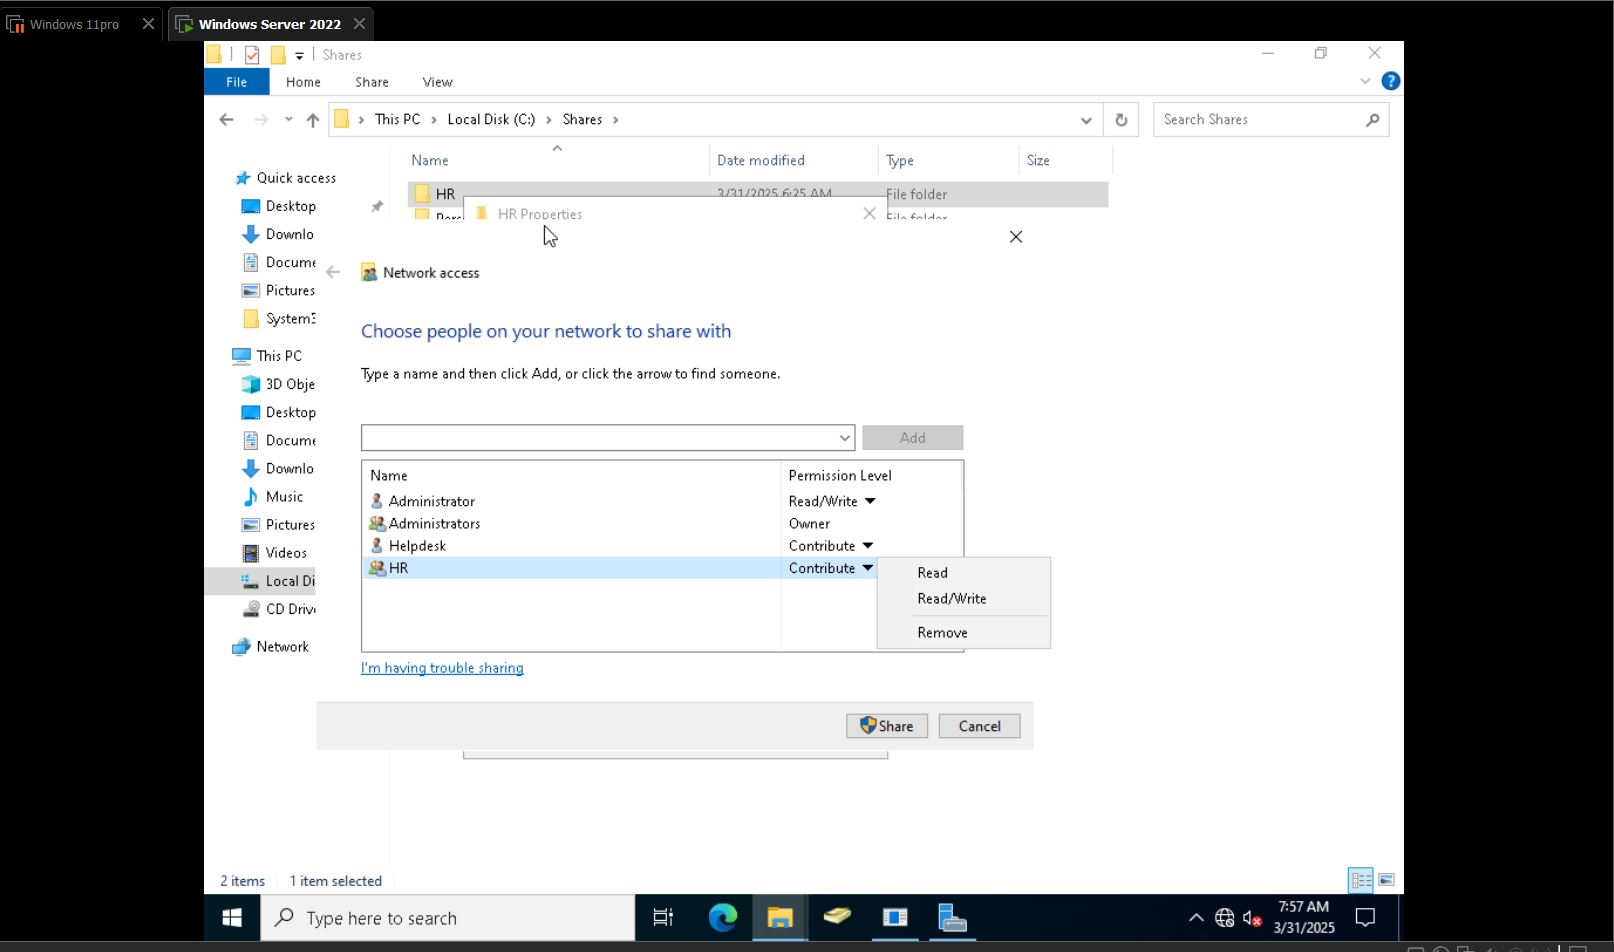 Windows 11pro
Windows Server 2022
Shares
File
Home
Share
View
This PC
Local Disk (C:)
Shares
Search Shares
Name
Date modified
Type
Size
Quick access
HR
3/31/2025 6:25 AM
File folder
Desktop
HR Properties
File folder
Downlo
Docume
Network access
Pictures
System3
Choose people on your network to share with
This PC
Type a name and then click Add, or click the arrow to find someone.
3D Obje
Desktop
Docume
Add
Downlo
Name
Permission Level
Music
Administrator
Read/Write
Pictures
Administrators
Owner
Videos
Helpdesk
Contribute
Local Di
HR
Contribute
Read
Read/Write
Remove
CD Drive
Network
I'm having trouble sharing
Share
Cancel
2 items
1 item selected
Type here to search
7:57 AM
3/31/2025